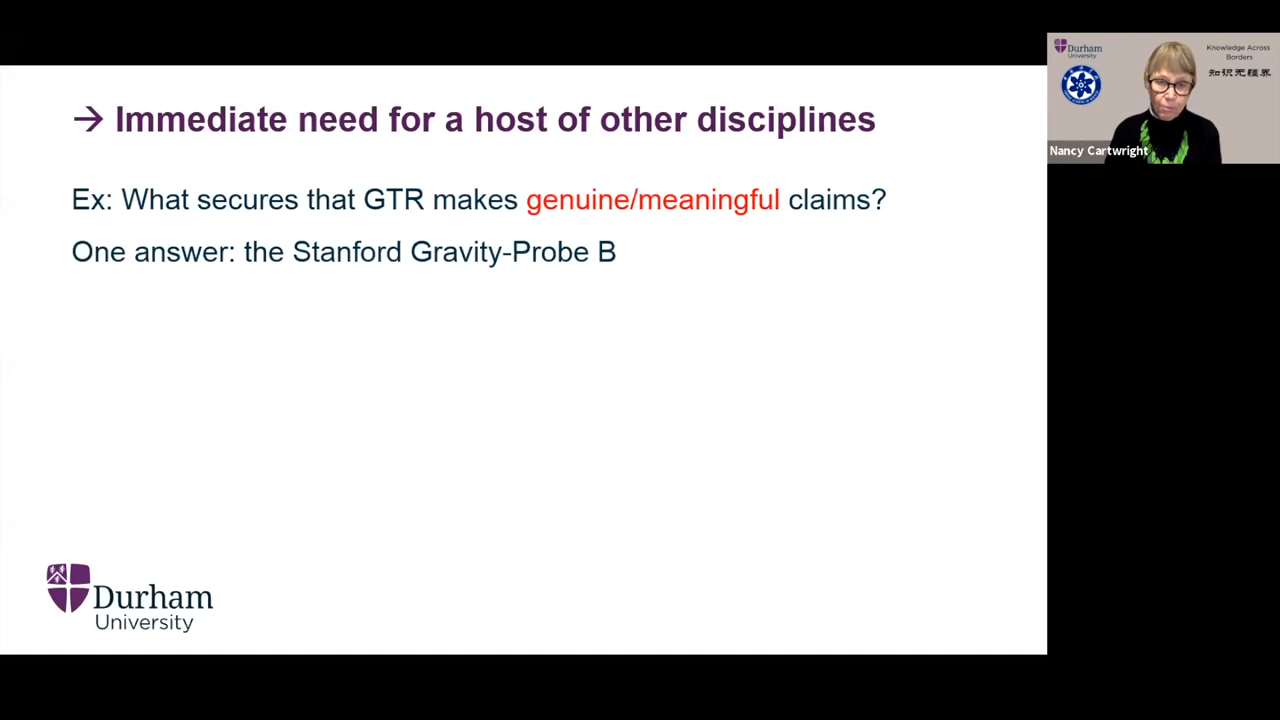 → Immediate need for a host of other disciplines
Ex: What secures that GTR makes genuine/meaningful claims?
One answer: the Stanford Gravity-Probe B
Durham
University
Durham
University
Knowledge Across
Borders
知识无疆界
Nancy Cartwright